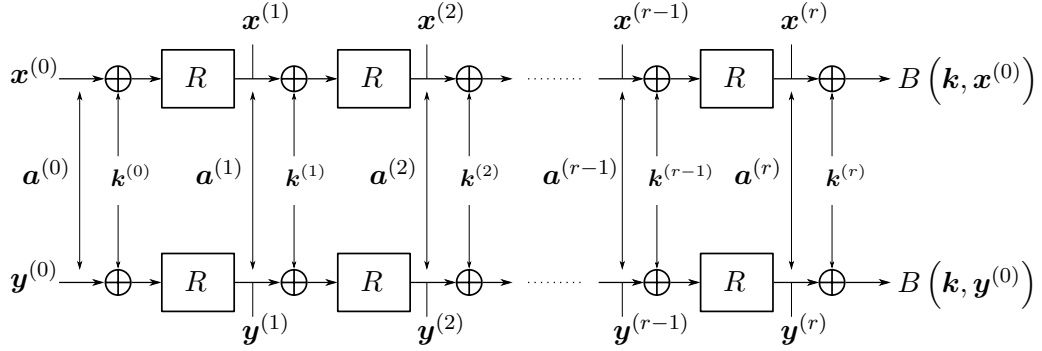 x^(1) x^(2) x^(r−1) x^(r)
x^(0) R R R B(k, x^(0))
a^(0) k^(0) a^(1) k^(1) a^(2) k^(2) a^(r−1) k^(r−1) a^(r) k^(r)
y^(0) R R R B(k, y^(0))
y^(1) y^(2) y^(r−1) y^(r)